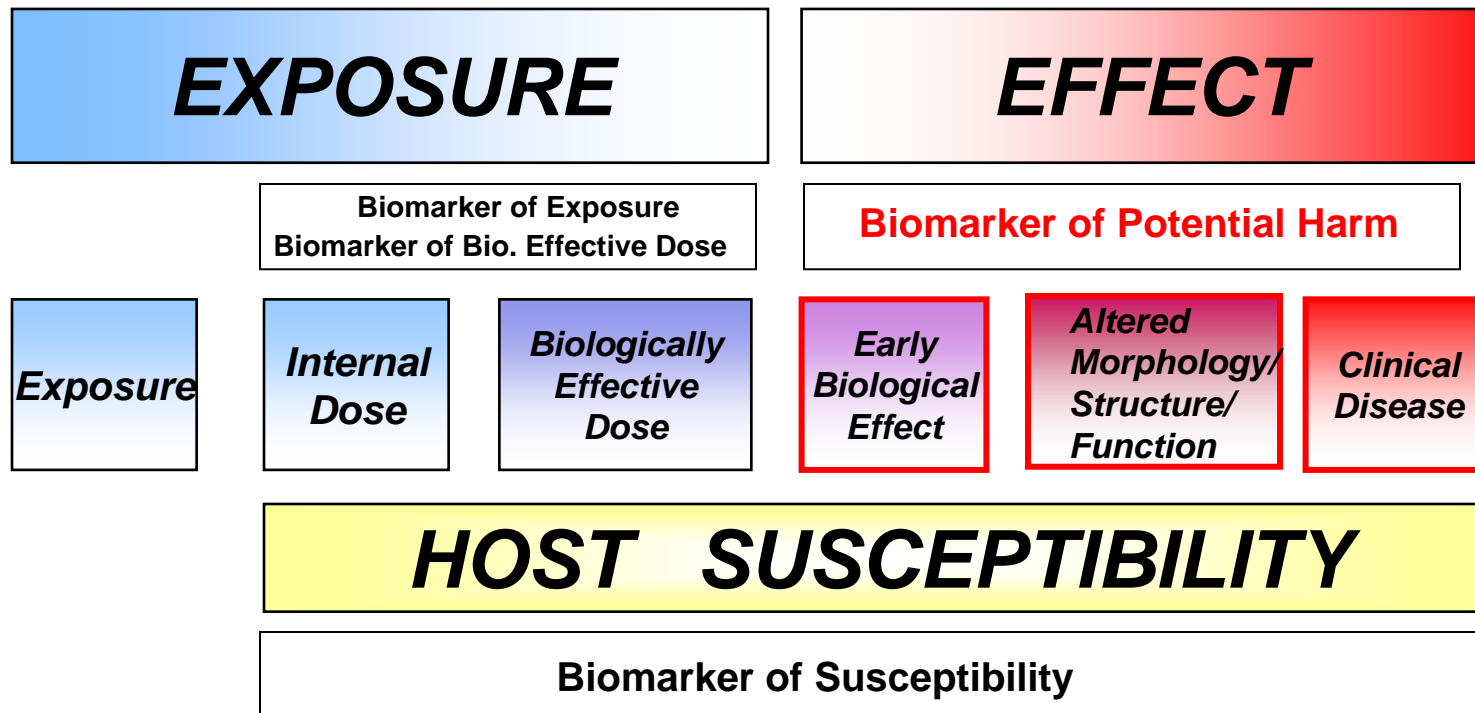 EXPOSURE
EFFECT
Biomarker of Exposure
Biomarker of Bio. Effective Dose
Biomarker of Potential Harm
Exposure
Internal
Dose
Biologically
Effective
Dose
Early
Biological
Effect
Altered
Morphology/
Structure/
Function
Clinical
Disease
HOST SUSCEPTIBILITY
Biomarker of Susceptibility